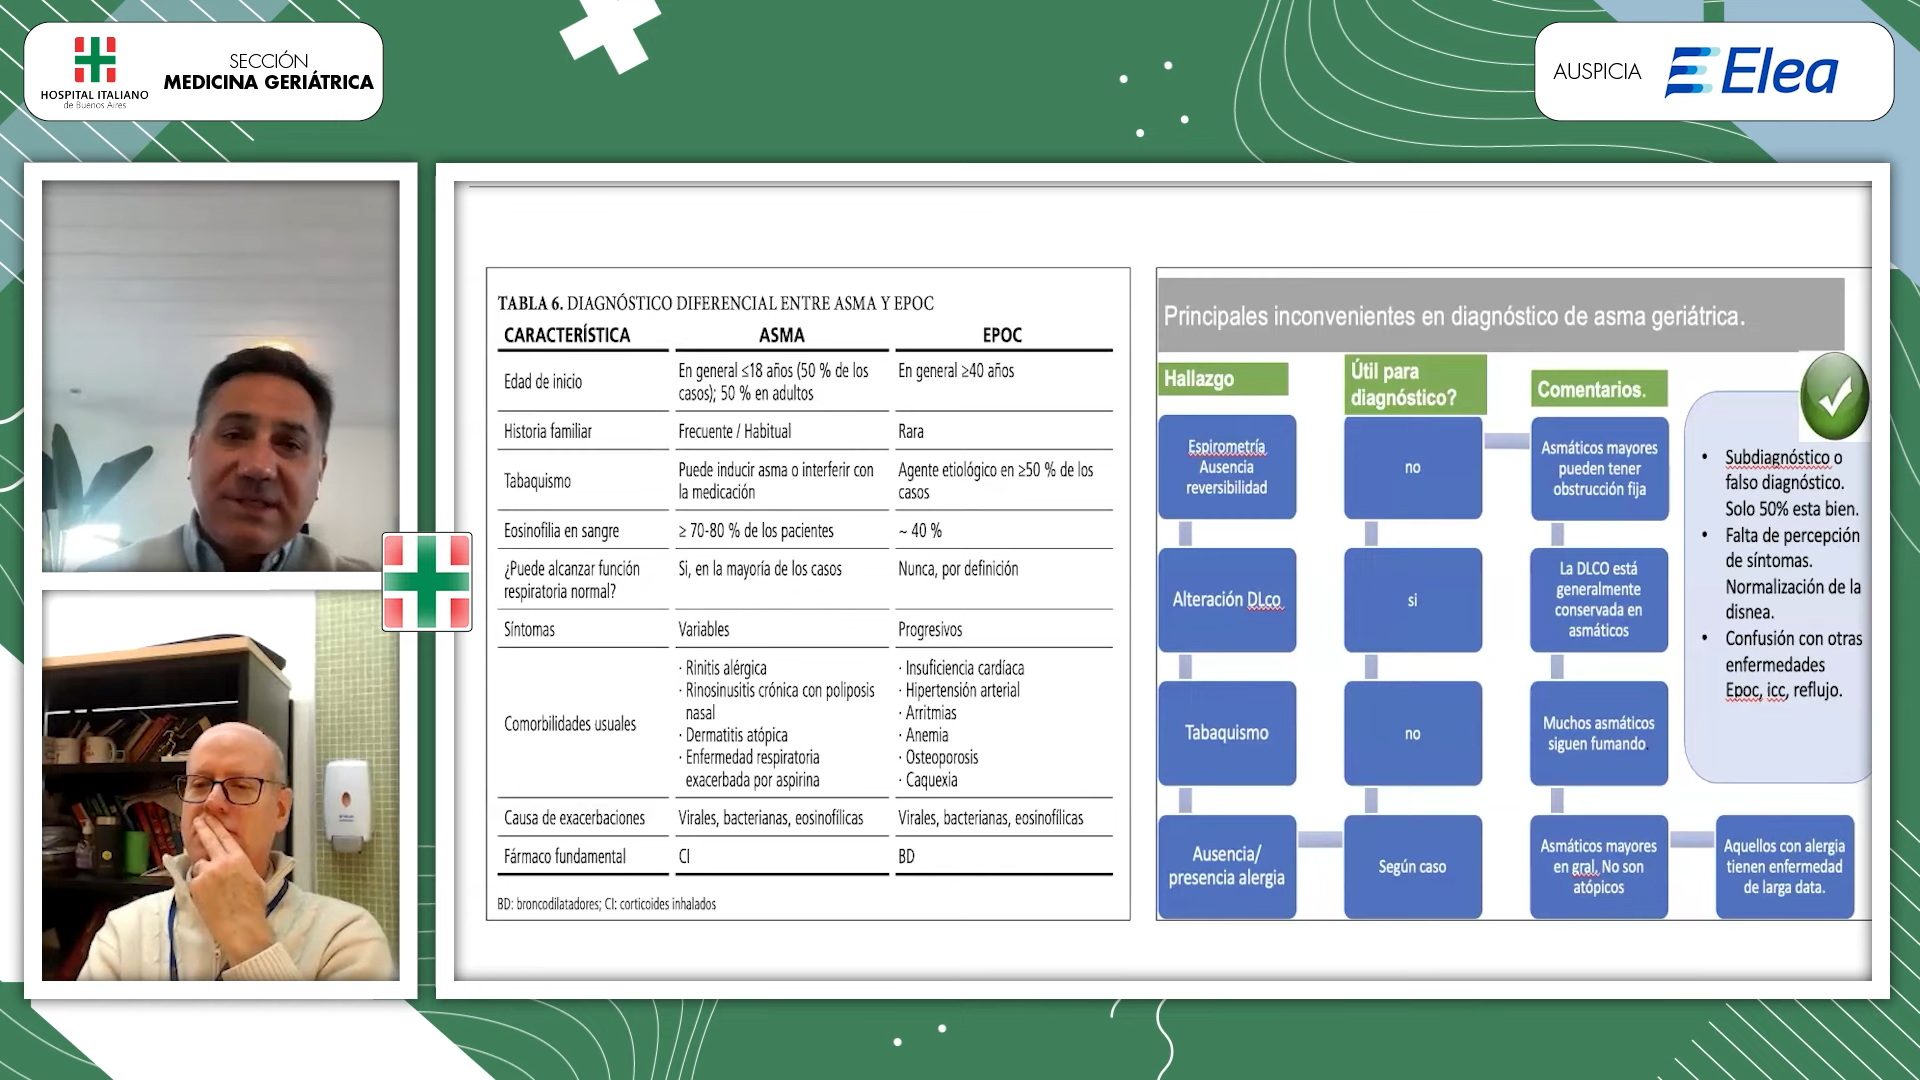 HOSPITAL ITALIANO
de Buenos Aires
SECCIÓN
MEDICINA GERIÁTRICA
AUSPICIA
Elea
TABLA 6. DIAGNÓSTICO DIFERENCIAL ENTRE ASMA Y EPOC
CARACTERÍSTICA ASMA EPOC
Edad de inicio
En general ≤18 años (50 % de los
casos); 50 % en adultos
En general ≥40 años
Historia familiar Frecuente / Habitual Rara
Tabaquismo
Puede inducir asma o interferir con
la medicación
Agente etiológico en ≥50 % de los
casos
Eosinofilia en sangre ≥ 70-80 % de los pacientes ~ 40 %
¿Puede alcanzar función
respiratoria normal?
Si, en la mayoría de los casos
Nunca, por definición
Síntomas Variables Progresivos
Comorbilidades usuales
· Rinitis alérgica
· Rinosinusitis crónica con poliposis
nasal
· Dermatitis atópica
· Enfermedad respiratoria
exacerbada por aspirina
· Insuficiencia cardíaca
· Hipertensión arterial
· Arritmias
· Anemia
· Osteoporosis
· Caquexia
Causa de exacerbaciones Virales, bacterianas, eosinofílicas Virales, bacterianas, eosinofílicas
Fármaco fundamental CI BD
BD: broncodilatadores; CI: corticoides inhalados
Principales inconvenientes en diagnóstico de asma geriátrica.
Hallazgo
Útil para
diagnóstico?
Comentarios.
Espirometría
Ausencia
reversibilidad
no
Asmáticos mayores
pueden tener
obstrucción fija
Alteración DLco
si
La DLCO está
generalmente
conservada en
asmáticos
Tabaquismo
no
Muchos asmáticos
siguen fumando.
Ausencia/
presencia alergia
Según caso
Asmáticos mayores
en gral. No son
atópicos
Aquellos con alergia
tienen enfermedad
de larga data.
• Subdiagnóstico o
falso diagnóstico.
Solo 50% esta bien.
• Falta de percepción
de síntomas.
Normalización de la
disnea.
• Confusión con otras
enfermedades
Epoc, icc, reflujo.